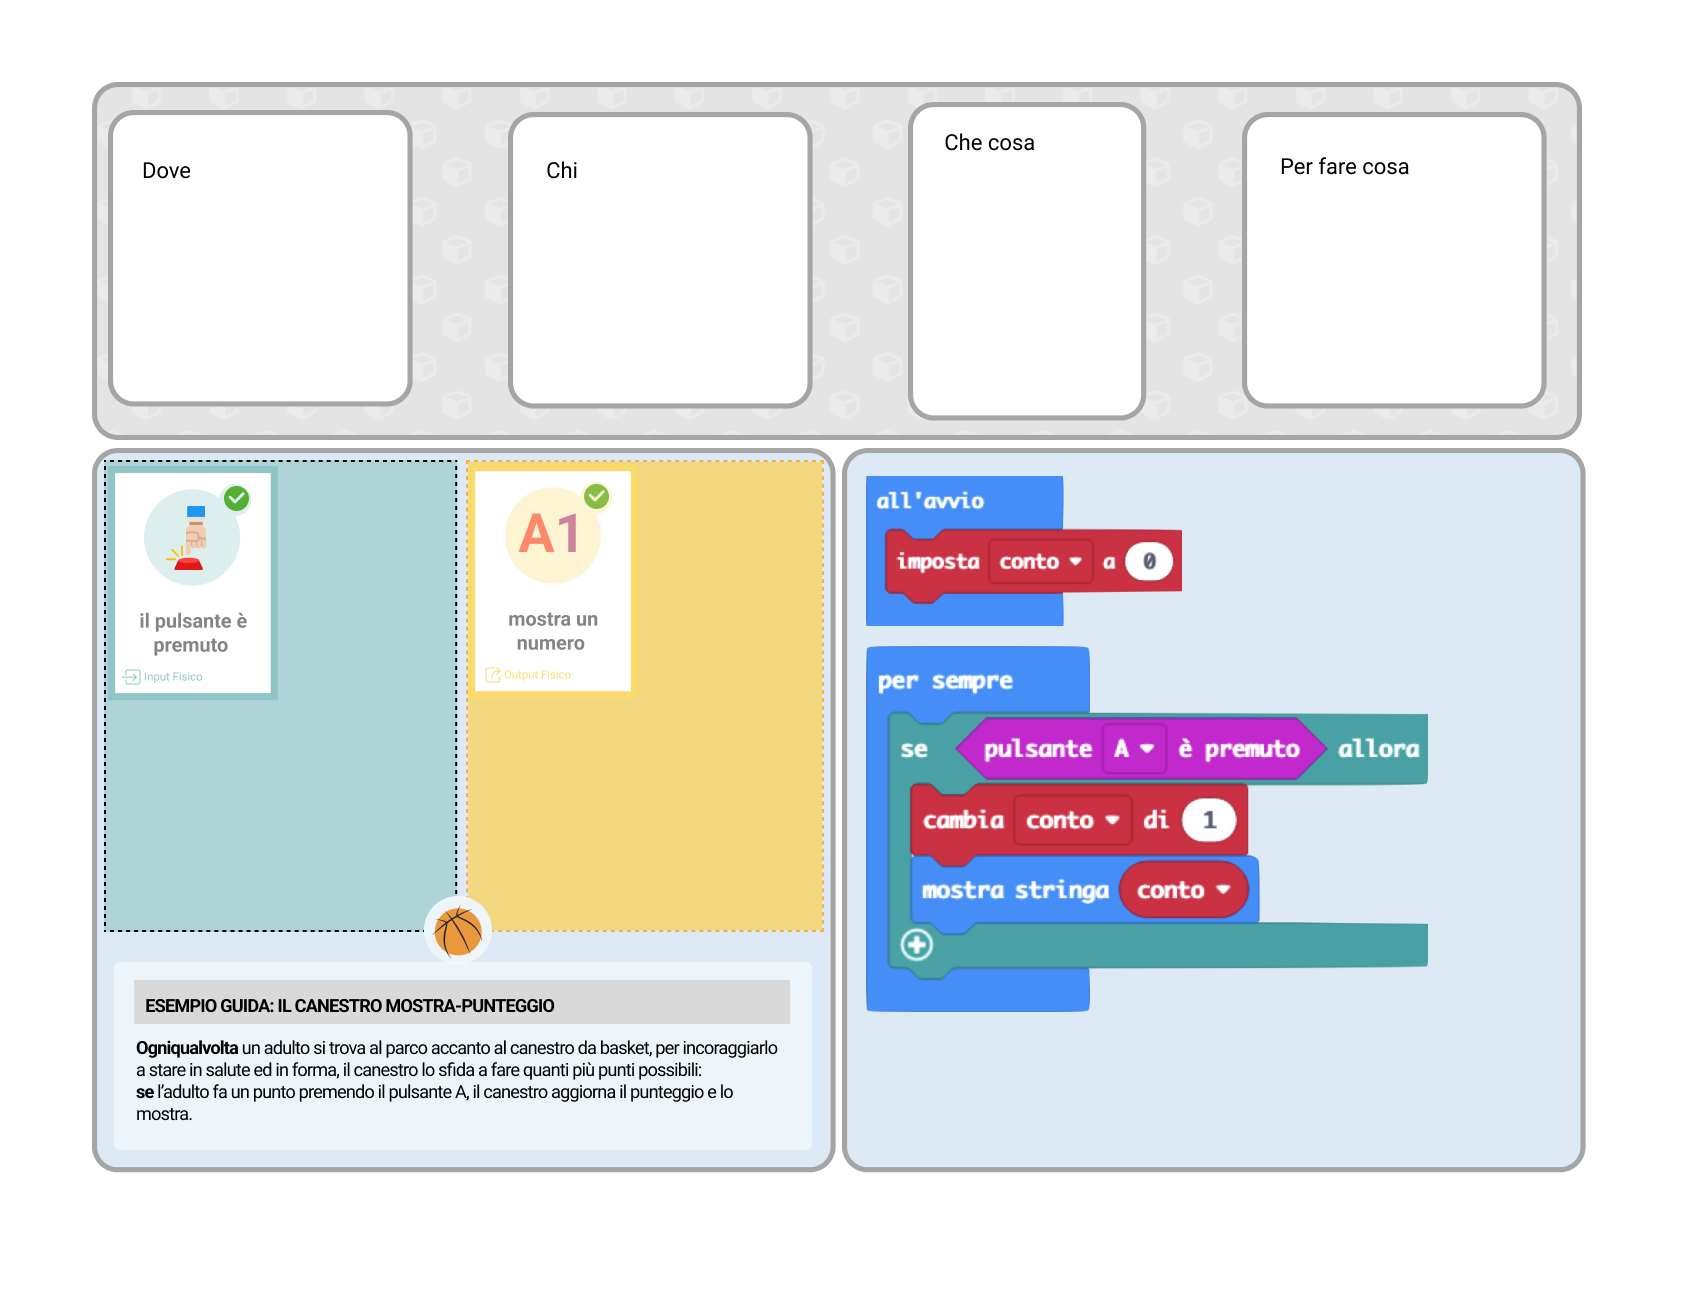 Dove
Chi
Che cosa
Per fare cosa
il pulsante è
premuto
Input Fisico
A1
mostra un
numero
Output Fisico
ESEMPIO GUIDA: IL CANESTRO MOSTRA-PUNTEGGIO
Ogniqualvolta un adulto si trova al parco accanto al canestro da basket, per incoraggiarlo
a stare in salute ed in forma, il canestro lo sfida a fare quanti più punti possibili:
se l'adulto fa un punto premendo il pulsante A, il canestro aggiorna il punteggio e lo
mostra.
all'avvio
imposta conto a 0
per sempre
se pulsante A è premuto allora
cambia conto di 1
mostra stringa conto